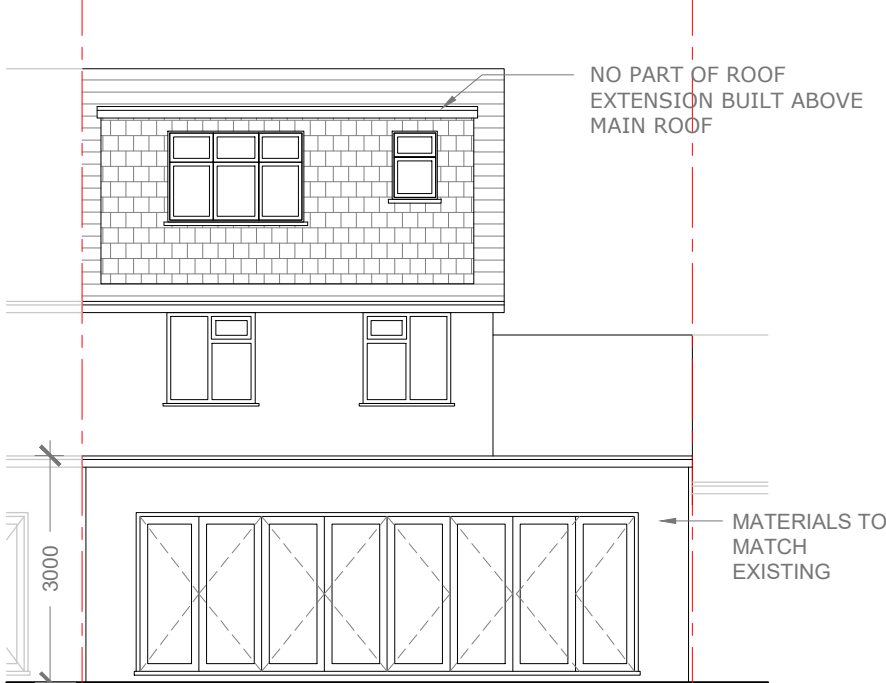 NO PART OF ROOF
EXTENSION BUILT ABOVE
MAIN ROOF
MATERIALS TO
MATCH
EXISTING
3000